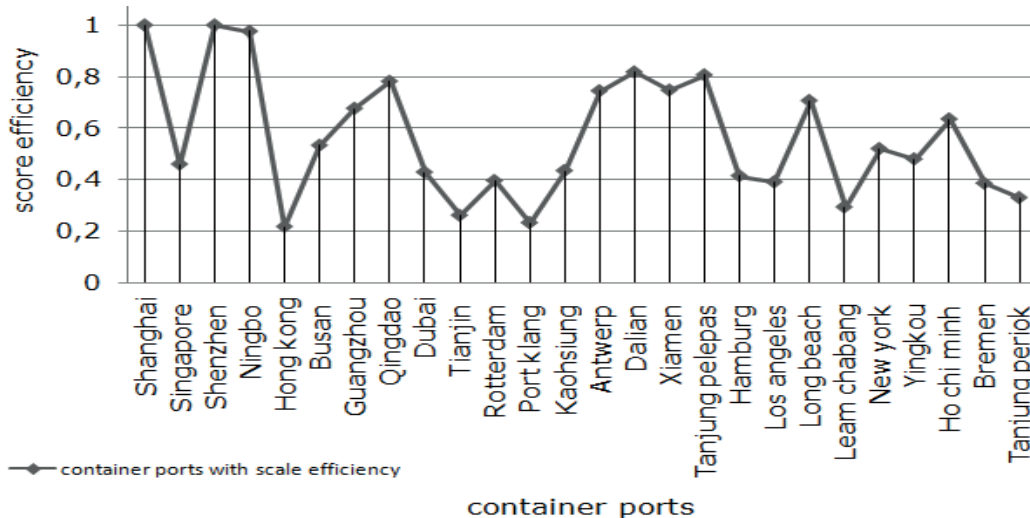 score efficiency
1
0,8
0,6
0,4
0,2
0
Shanghai
Singapore
Shenzhen
Ningbo
Hong kong
Busan
Guangzhou
Qingdao
Dubai
Tianjin
Rotterdam
Port klang
Kaohsiung
Antwerp
Dalian
Xiamen
Tanjung pelepas
Hamburg
Los angeles
Long beach
Leam chabang
New york
Yingkou
Ho chi minh
Bremen
Tanjung periok
container ports with scale efficiency
container ports